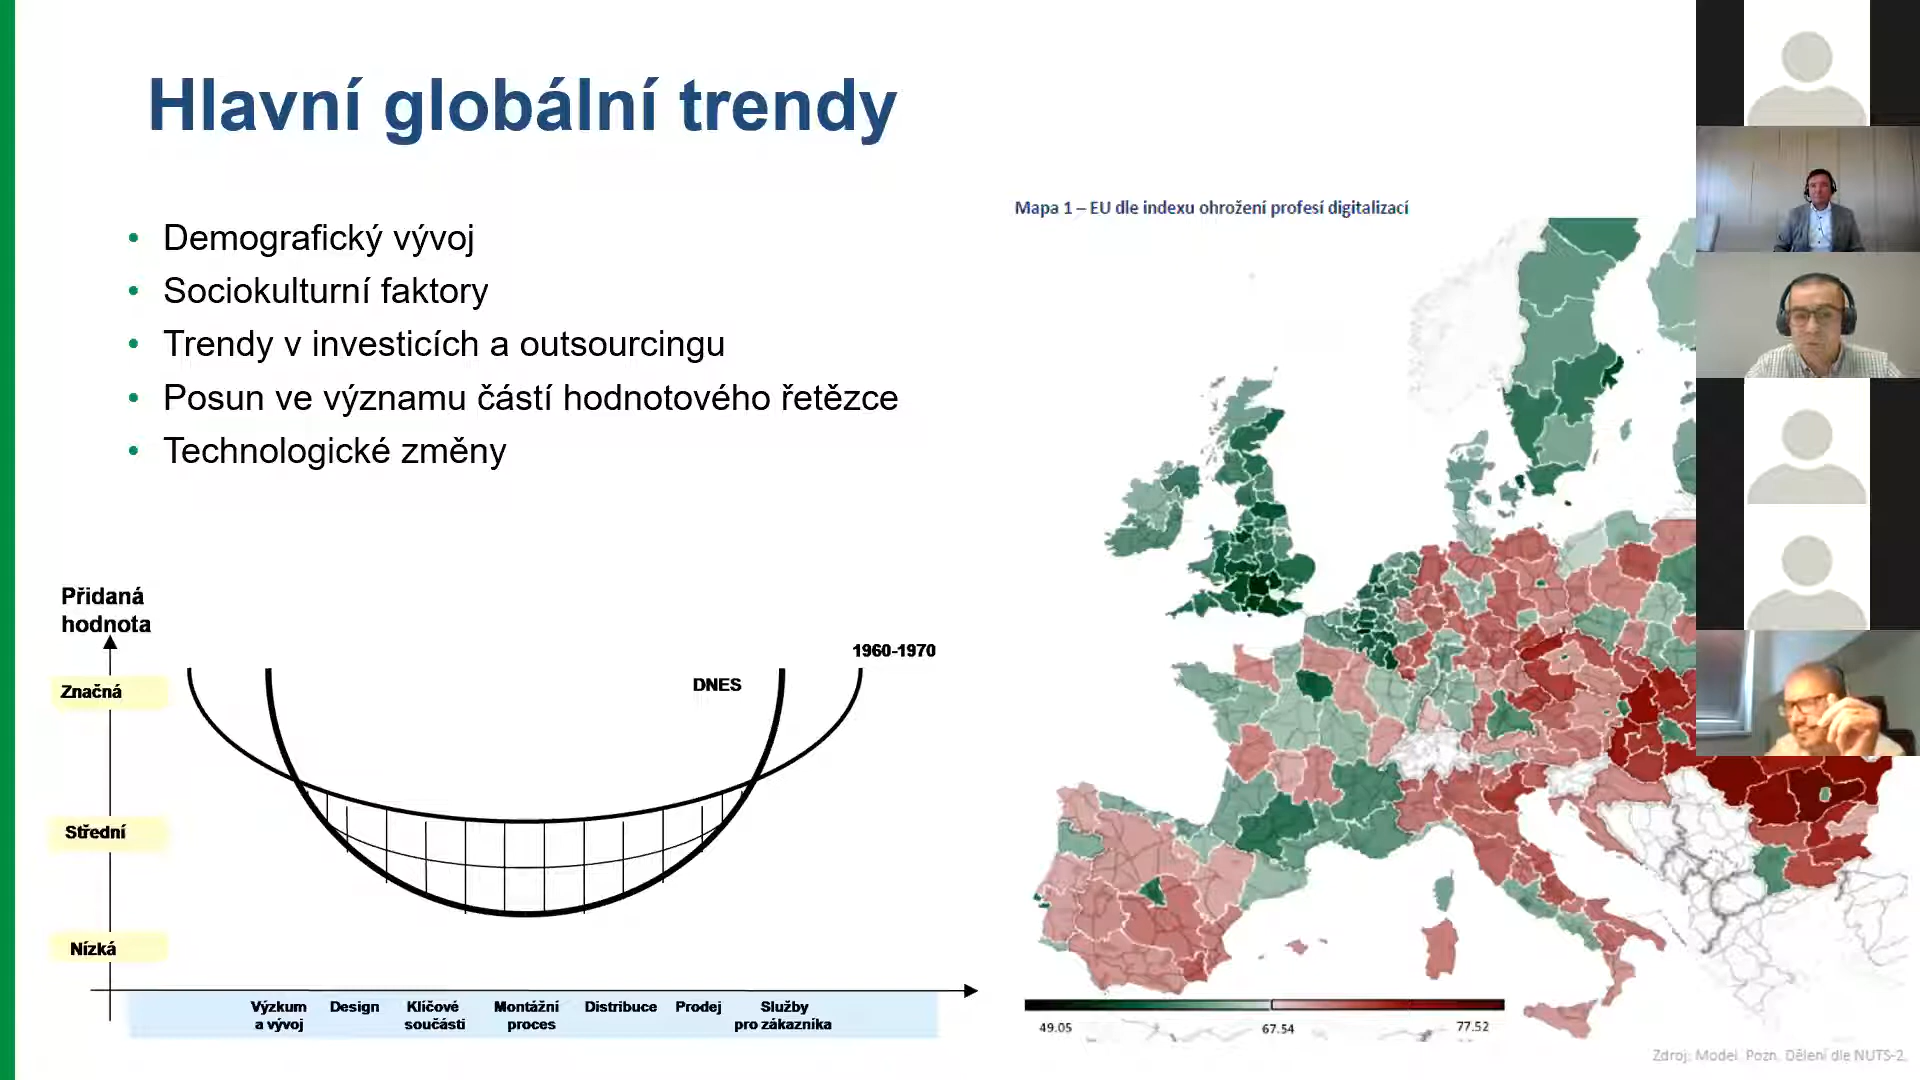 Hlavní globální trendy
• Demografický vývoj
• Sociokulturní faktory
• Trendy v investicích a outsourcingu
• Posun ve významu částí hodnotového řetězce
• Technologické změny
Mapa 1 – EU dle indexu ohrožení profesí digitalizací
Přidaná
hodnota
1960-1970
DNES
Značná
Střední
Nízká
Výzkum
a vývoj
Design
Klíčové
součásti
Montážní
proces
Distribuce
Prodej
Služby
pro zákazníka
49.05
67.54
77.52
Zdroj: Model. Pozn. Dělení dle NUTS-2.